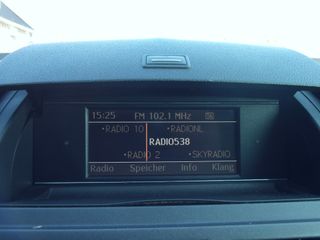 15:25 FM 102.1 MHz
•RADIO 10 •RADIONL
RADIO538
•RADIO 2 •SKYRADIO
Radio Speicher Info Klang